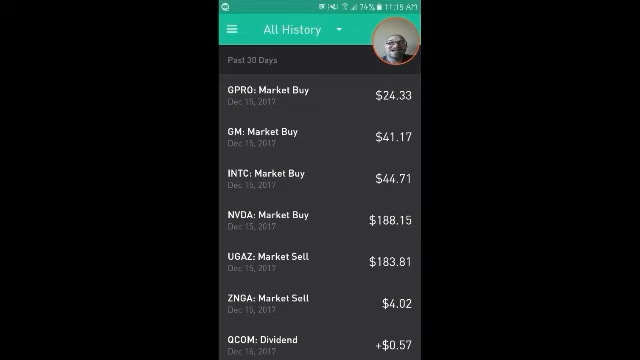 74% 11:15 AM
All History
Past 30 Days
GPRO: Market Buy
$24.33
Dec 15, 2017
GM: Market Buy
$41.17
Dec 15, 2017
INTC: Market Buy
$44.71
Dec 15, 2017
NVDA: Market Buy
$188.15
Dec 15, 2017
UGAZ: Market Sell
$183.81
Dec 15, 2017
ZNGA: Market Sell
$4.02
Dec 15, 2017
QCOM: Dividend
+$0.57
Dec 16, 2017